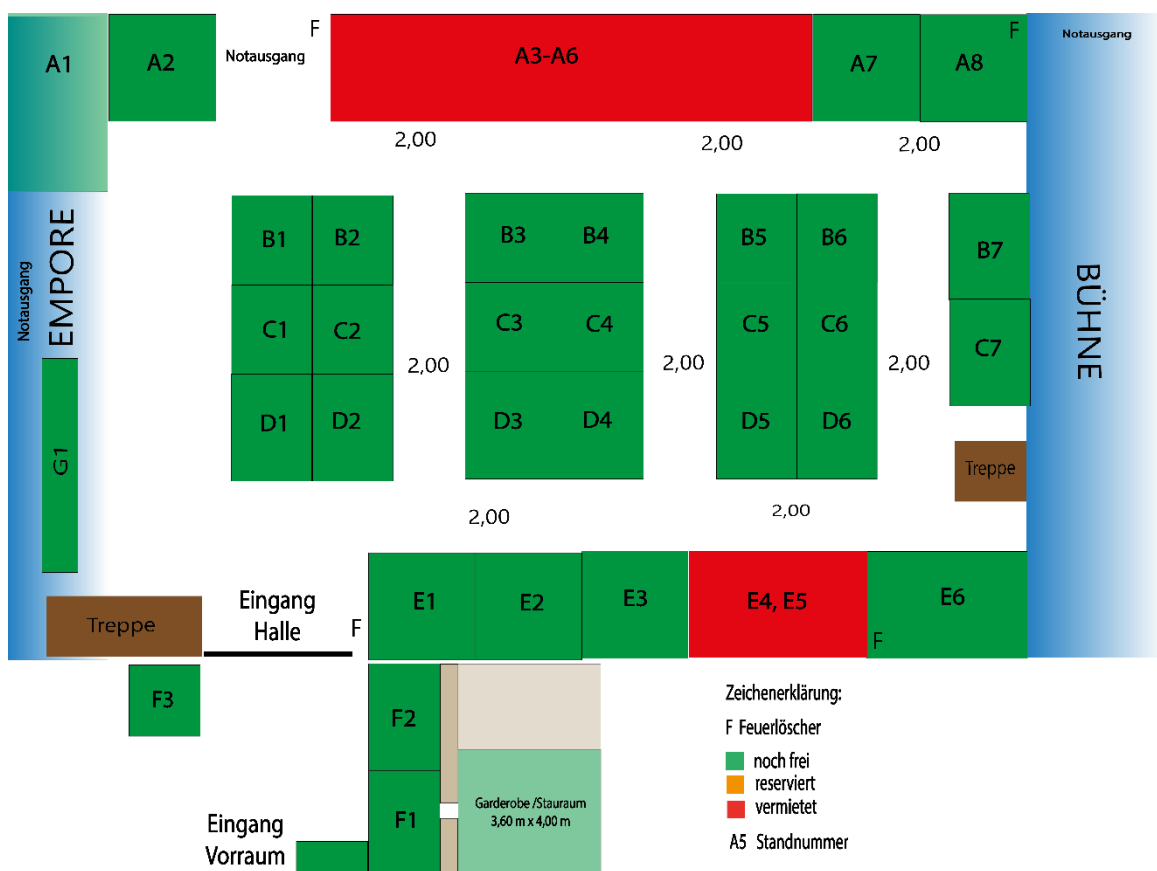 A1
A2
Notausgang
F
A3-A6
A7
A8
F
Notausgang
2,00
2,00
2,00
B1
B2
B3
B4
B5
B6
B7
C1
C2
C3
C4
C5
C6
C7
2,00
2,00
2,00
D1
D2
D3
D4
D5
D6
Notausgang
EMPORE
G1
BÜHNE
Treppe
2,00
2,00
Treppe
Eingang
Halle
F
E1
E2
E3
E4, E5
E6
F
F3
F2
F1
Eingang
Vorraum
Garderobe /Stauraum
3,60 m x 4,00 m
Zeichenerklärung:
F Feuerlöscher
noch frei
reserviert
vermietet
A5 Standnummer